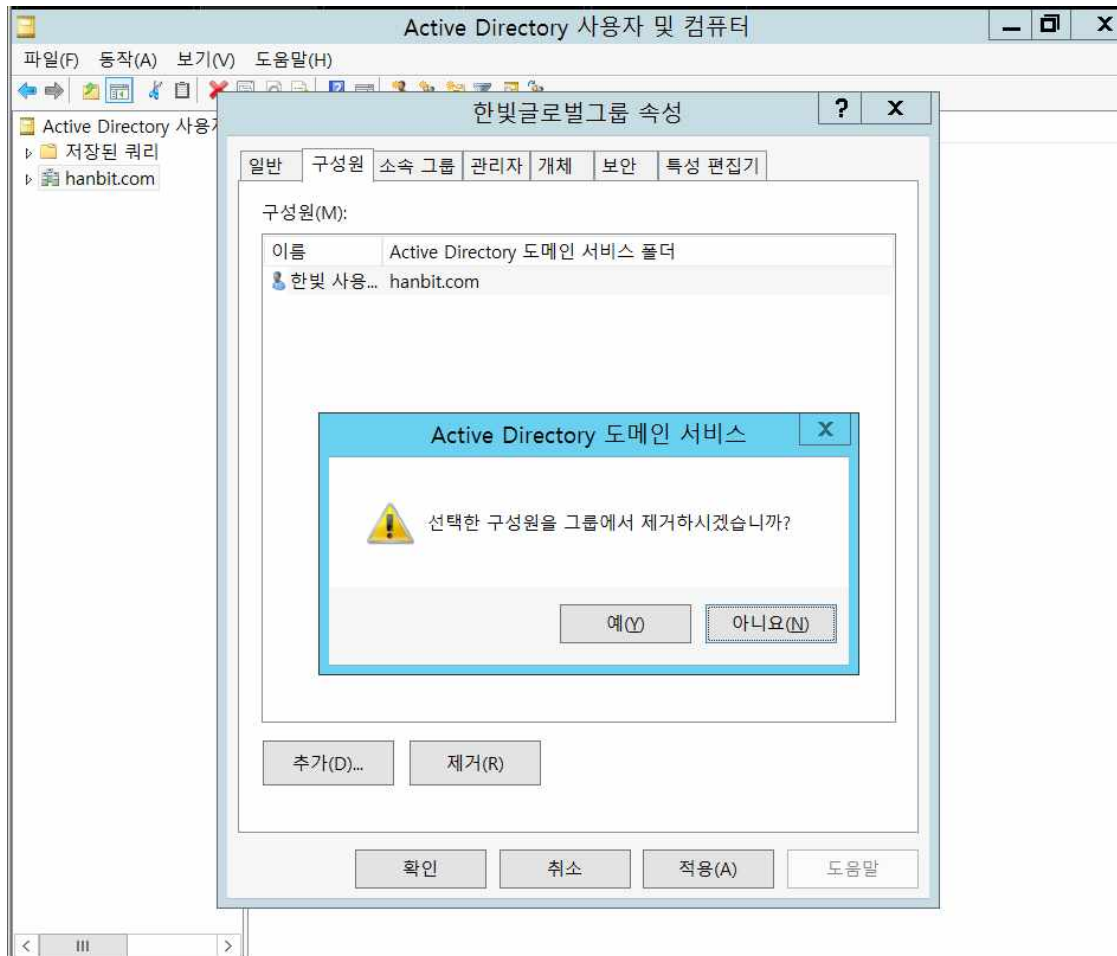 Active Directory 사용자 및 컴퓨터
파일(F) 동작(A) 보기(V) 도움말(H)
Active Directory 사용자
저장된 쿼리
hanbit.com
한빛글로벌그룹 속성
일반 구성원 소속 그룹 관리자 개체 보안 특성 편집기
구성원(M):
이름 Active Directory 도메인 서비스 폴더
한빛 사용... hanbit.com
Active Directory 도메인 서비스
선택한 구성원을 그룹에서 제거하시겠습니까?
예(Y) 아니요(N)
추가(D)... 제거(R)
확인 취소 적용(A) 도움말